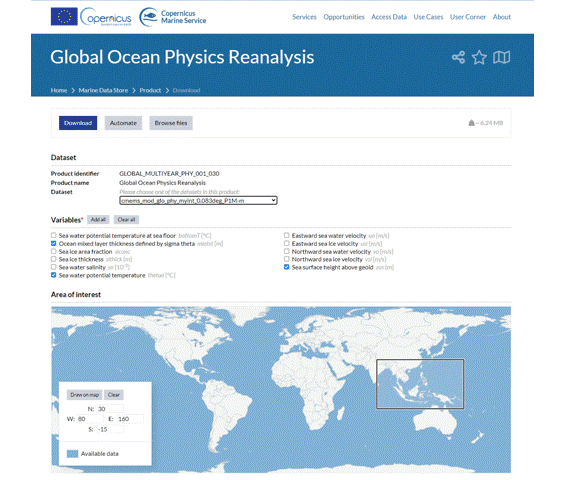 Copernicus
Copernicus
Marine Service
Services Opportunities Access Data Use Cases User Corner About
Global Ocean Physics Reanalysis
Home > Marine Data Store > Product > Download
Download Automate Browse files ~ 6.24 MB
Dataset
Product identifier GLOBAL_MULTIYEAR_PHY_001_030
Product name Global Ocean Physics Reanalysis
Dataset Please choose one of the datasets in this product:
cmems_mod_glo_phy_myint_0.083deg_P1M-m
Variables* Add all Clear all
Sea water potential temperature at sea floor bottomT [°C]
Ocean mixed layer thickness defined by sigma theta mlotst [m]
Sea ice area fraction siconc
Sea ice thickness sithick [m]
Sea water salinity so [10⁻³]
Sea water potential temperature thetao [°C]
Eastward sea water velocity uo [m/s]
Eastward sea ice velocity usi [m/s]
Northward sea water velocity vo [m/s]
Northward sea ice velocity vsi [m/s]
Sea surface height above geoid zos [m]
Area of interest
Draw on map Clear
N: 30
W: 80 E: 160
S: -15
Available data